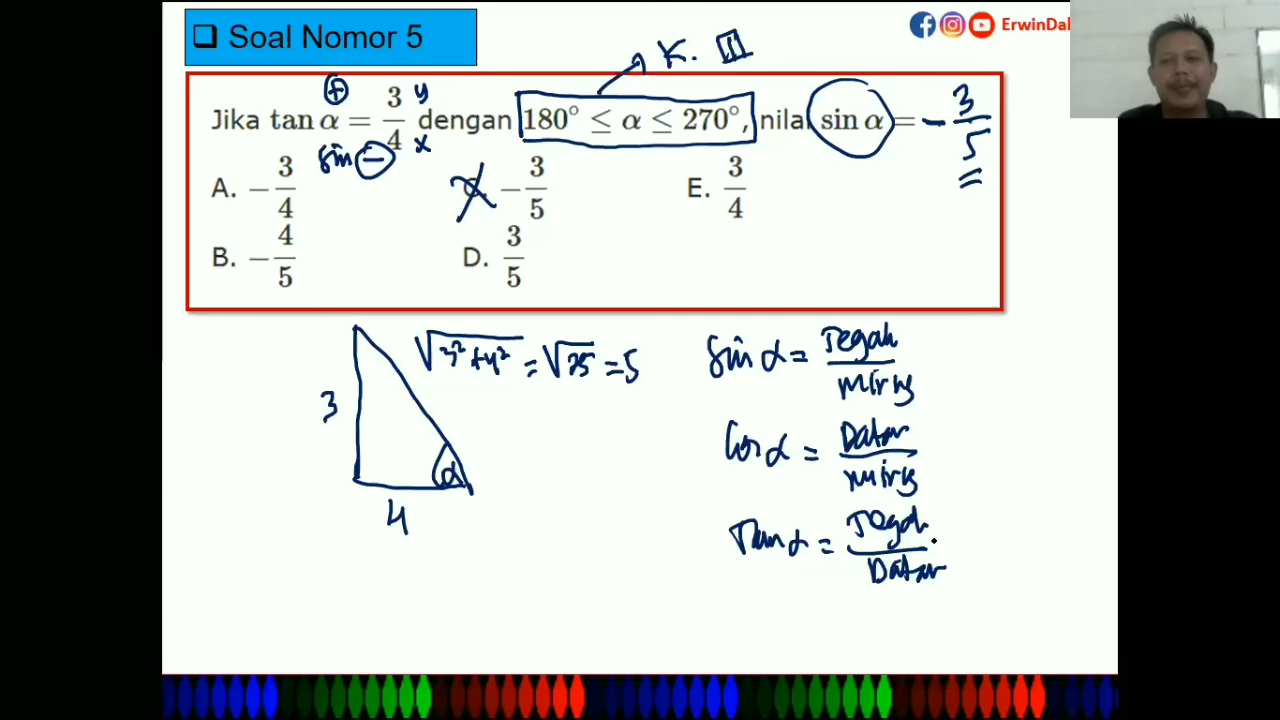 ❑ Soal Nomor 5
ErwinDal
→ K. III
Jika tan α = 3/4 dengan 180° ≤ α ≤ 270°, nilai sin α = - 3/5
+
y
x
sin -
A. -3/4
C. -3/5
E. 3/4
B. -4/5
D. 3/5
√3²+4² = √25 = 5
3
α
4
sin α = Tegak/Miring
Cos α = Datar/Miring
Tan α = Tegak/Datar